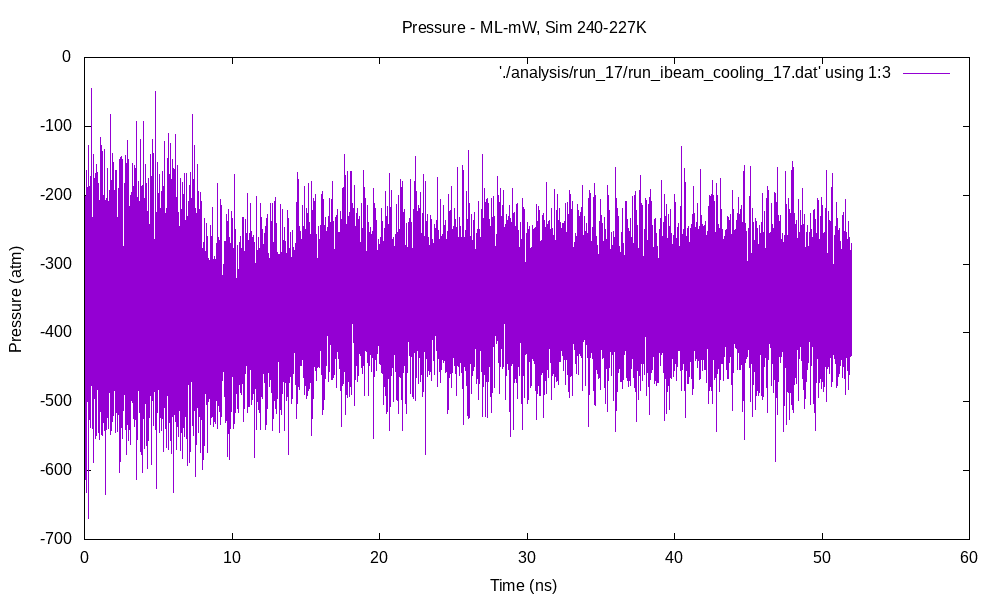 Pressure - ML-mW, Sim 240-227K
'./analysis/run_17/run_ibeam_cooling_17.dat' using 1:3
0
-100
-200
-300
-400
-500
-600
-700
Pressure (atm)
0 10 20 30 40 50 60
Time (ns)